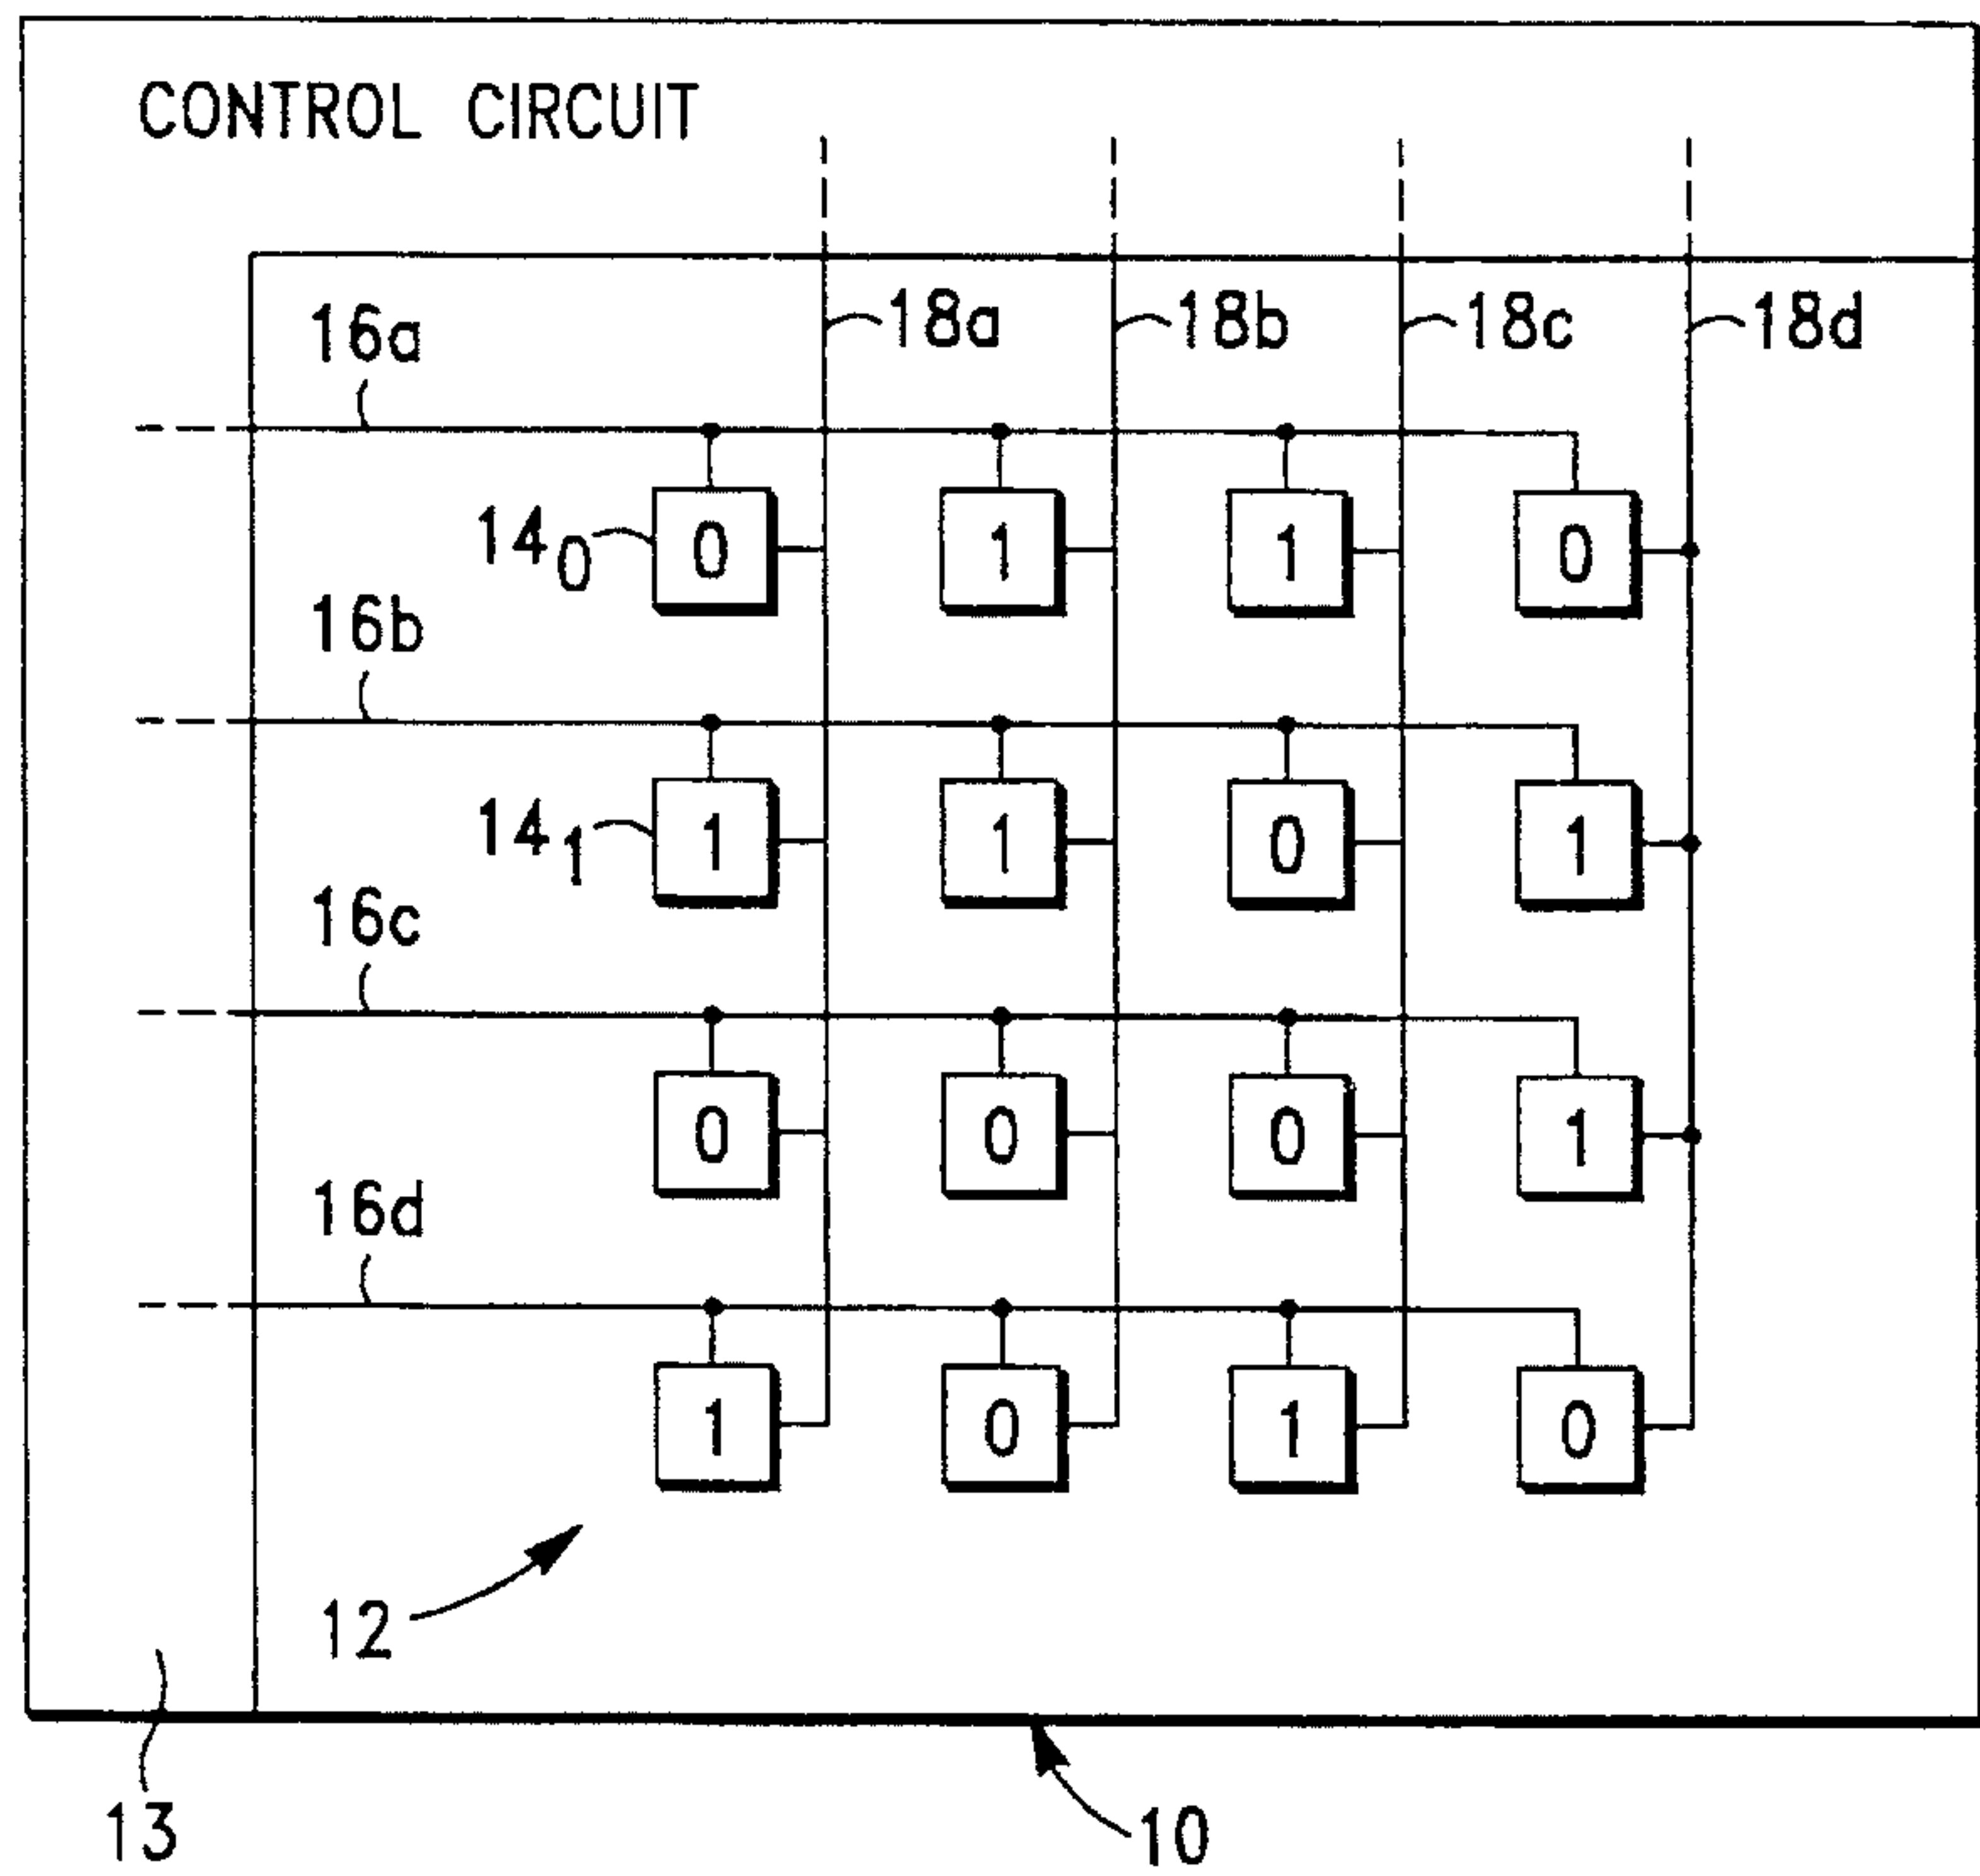 CONTROL CIRCUIT
16a 18a 18b 18c 18d
14₀ 0 1 1 0
16b
14₁ 1 1 0 1
16c
0 0 0 1
16d
1 0 1 0
12
13 10